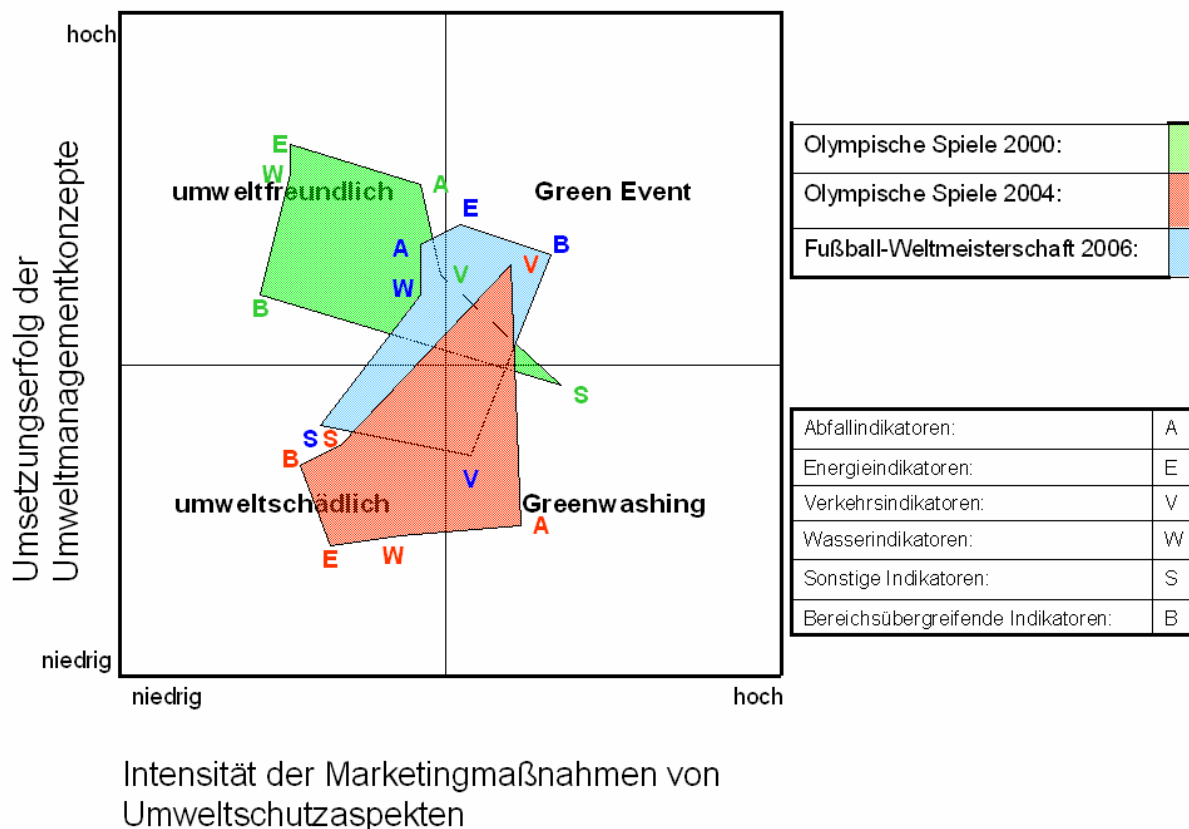 hoch
Umsetzungserfolg der
Umweltmanagementkonzepte
niedrig
niedrig
hoch
Intensität der Marketingmaßnahmen von
Umweltschutzaspekten
E
W
A
umweltfreundlich
Green Event
E
A
B
V
V
W
B
S
S
S
B
V
umweltschädlich
Greenwashing
A
E
W
Olympische Spiele 2000:
Olympische Spiele 2004:
Fußball-Weltmeisterschaft 2006:
Abfallindikatoren: A
Energieindikatoren: E
Verkehrsindikatoren: V
Wasserindikatoren: W
Sonstige Indikatoren: S
Bereichsübergreifende Indikatoren: B